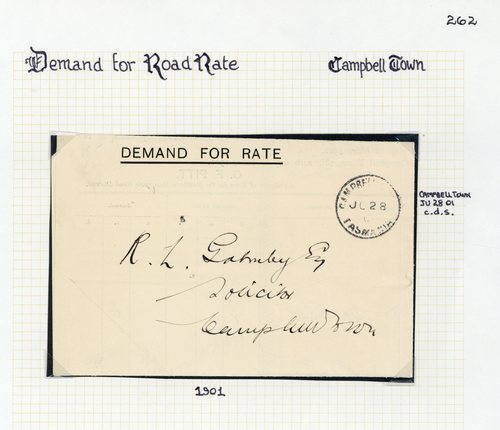 262
Demand for Road Rate
Campbell Town
DEMAND FOR RATE
CAMPBELL
JU 28
TASMANIA
CAMPBELL TOWN
JU 28 01
c.d.s.
R. L.
Esq
Solicitor
Campbell Town
1901